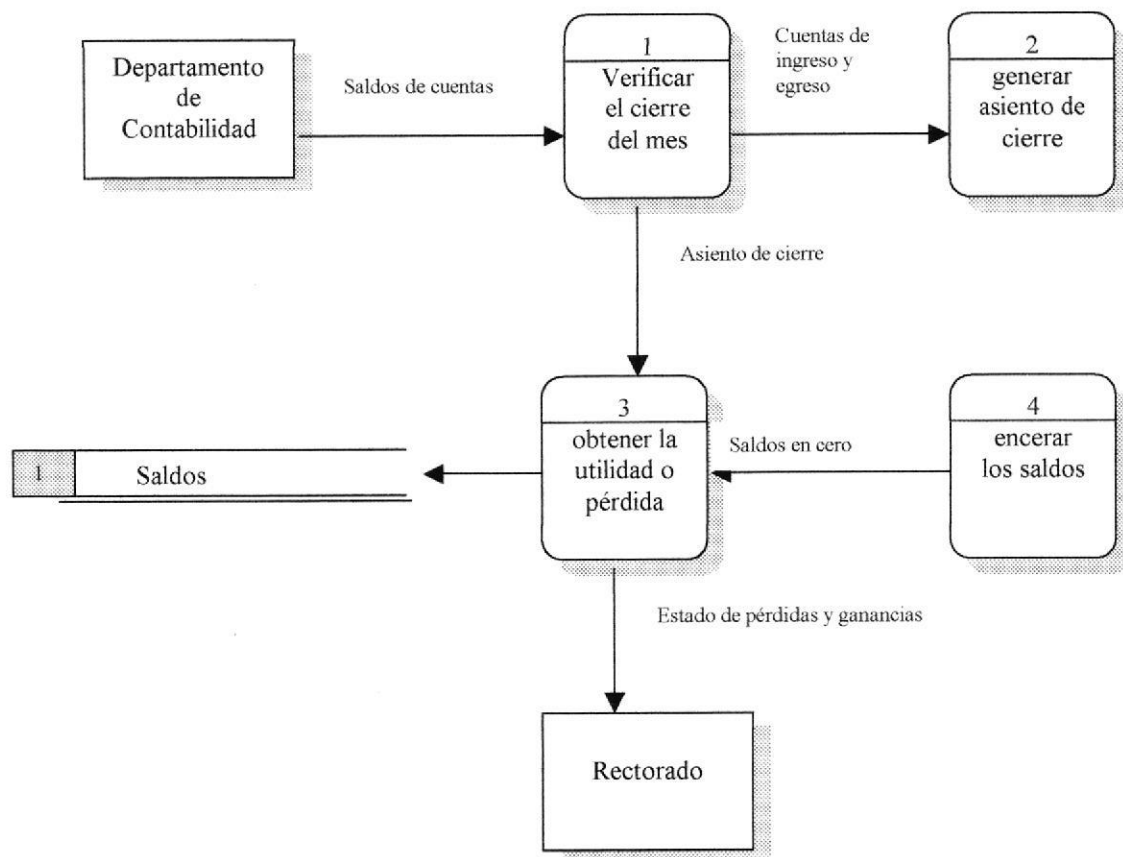 Departamento
de
Contabilidad
Saldos de cuentas
1
Verificar
el cierre
del mes
Cuentas de
ingreso y
egreso
2
generar
asiento de
cierre
Asiento de cierre
3
obtener la
utilidad o
pérdida
Saldos en cero
4
encerar
los saldos
1
Saldos
Estado de pérdidas y ganancias
Rectorado